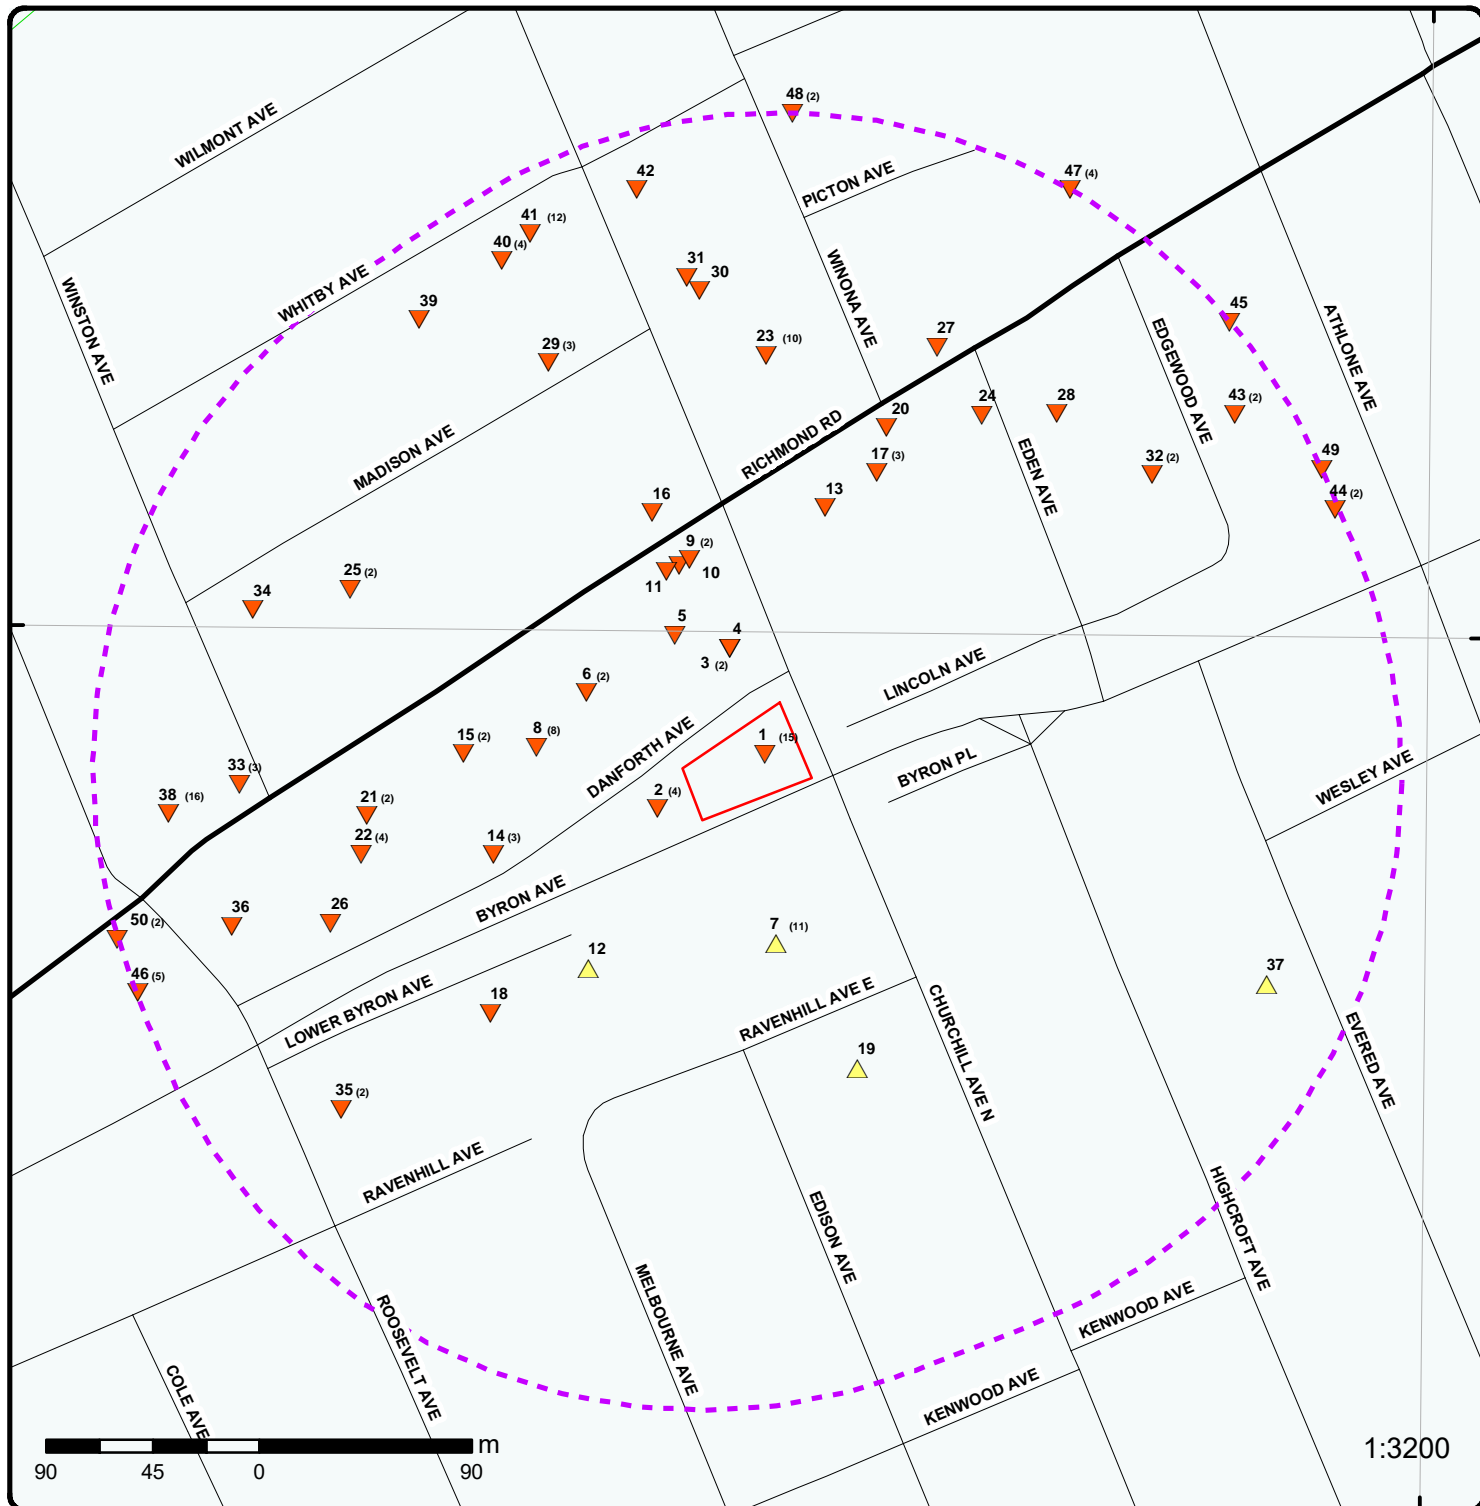 48 (2)
WILMONT AVE
42
47 (4)
PICTON AVE
41 (12)
40 (4)
31
30
WINONA AVE
WHITBY AVE
WINSTON AVE
39
45
ATHLONE AVE
29 (3)
23 (10)
27
EDGEWOOD AVE
24
28
43 (2)
20
RICHMOND RD
MADISON AVE
EDEN AVE
17 (3)
32 (2)
49
44 (2)
16
13
9 (2)
10
11
25 (2)
34
5
4
3 (2)
6 (2)
LINCOLN AVE
DANFORTH AVE
15 (2)
8 (8)
1 (15)
BYRON PL
WESLEY AVE
33 (3)
38 (16)
21 (2)
2 (4)
22 (4)
14 (3)
BYRON AVE
36
26
50 (2)
7 (11)
12
37
46 (5)
LOWER BYRON AVE
18
RAVENHILL AVE E
CHURCHILL AVE N
EVERED AVE
19
35 (2)
RAVENHILL AVE
EDISON AVE
HIGHCROFT AVE
MELBOURNE AVE
ROOSEVELT AVE
KENWOOD AVE
KENWOOD AVE
COLE AVE
m
90 45 0 90
1:3200